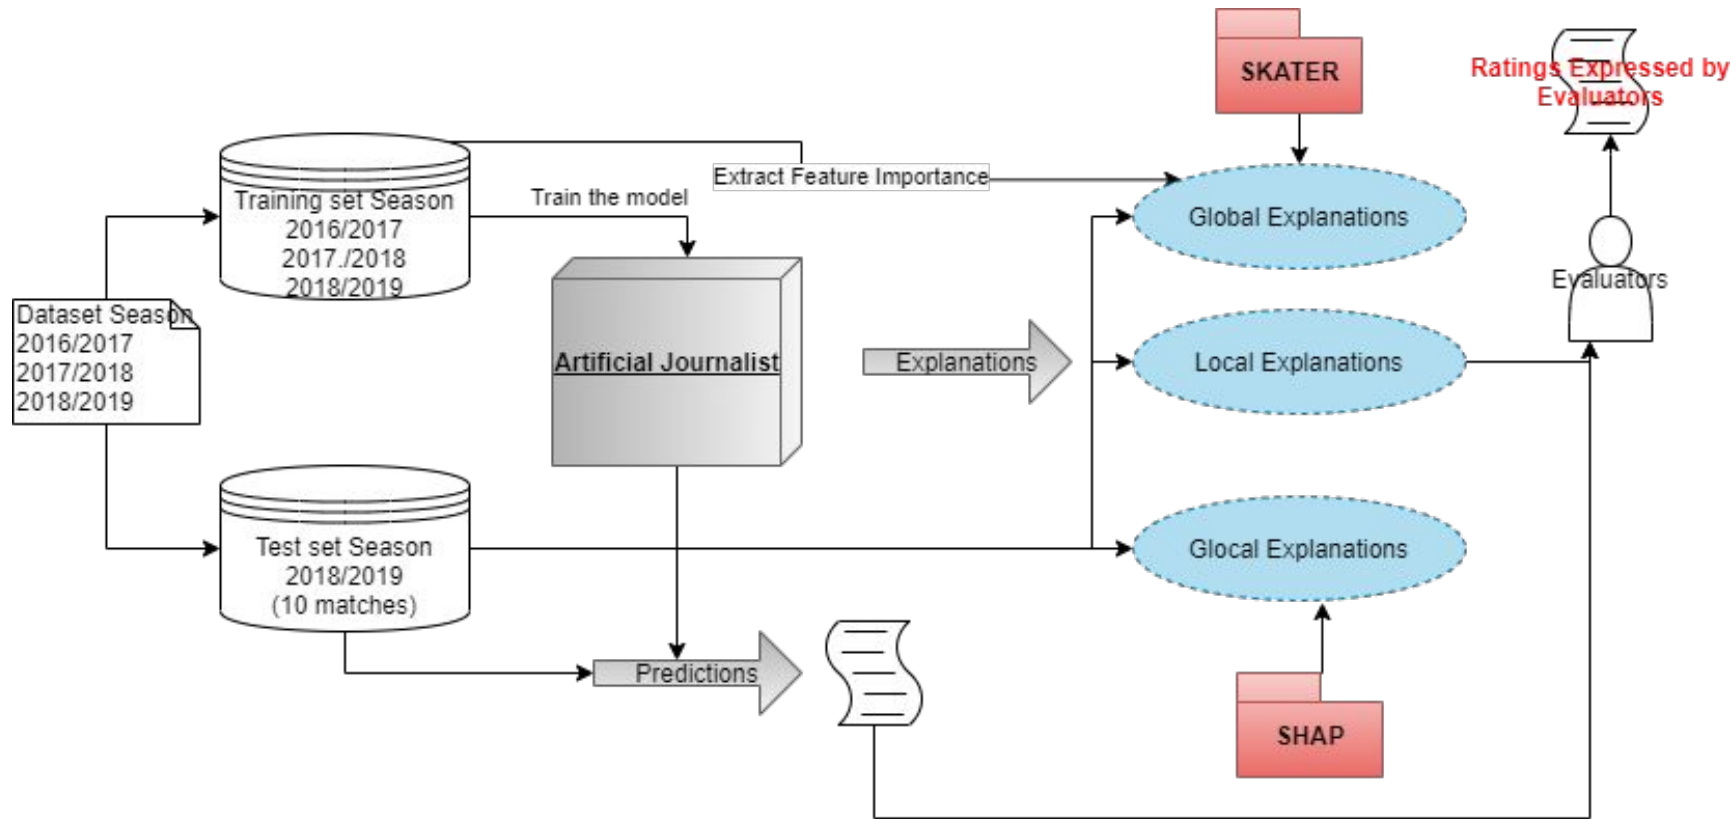 SKATER
Ratings Expressed by
Evaluators
Extract Feature Importance
Train the model
Training set Season
2016/2017
2017./2018
2018/2019
Global Explanations
Evaluators
Dataset Season
2016/2017
2017/2018
2018/2019
Artificial Journalist
Explanations
Local Explanations
Test set Season
2018/2019
(10 matches)
Glocal Explanations
Predictions
SHAP